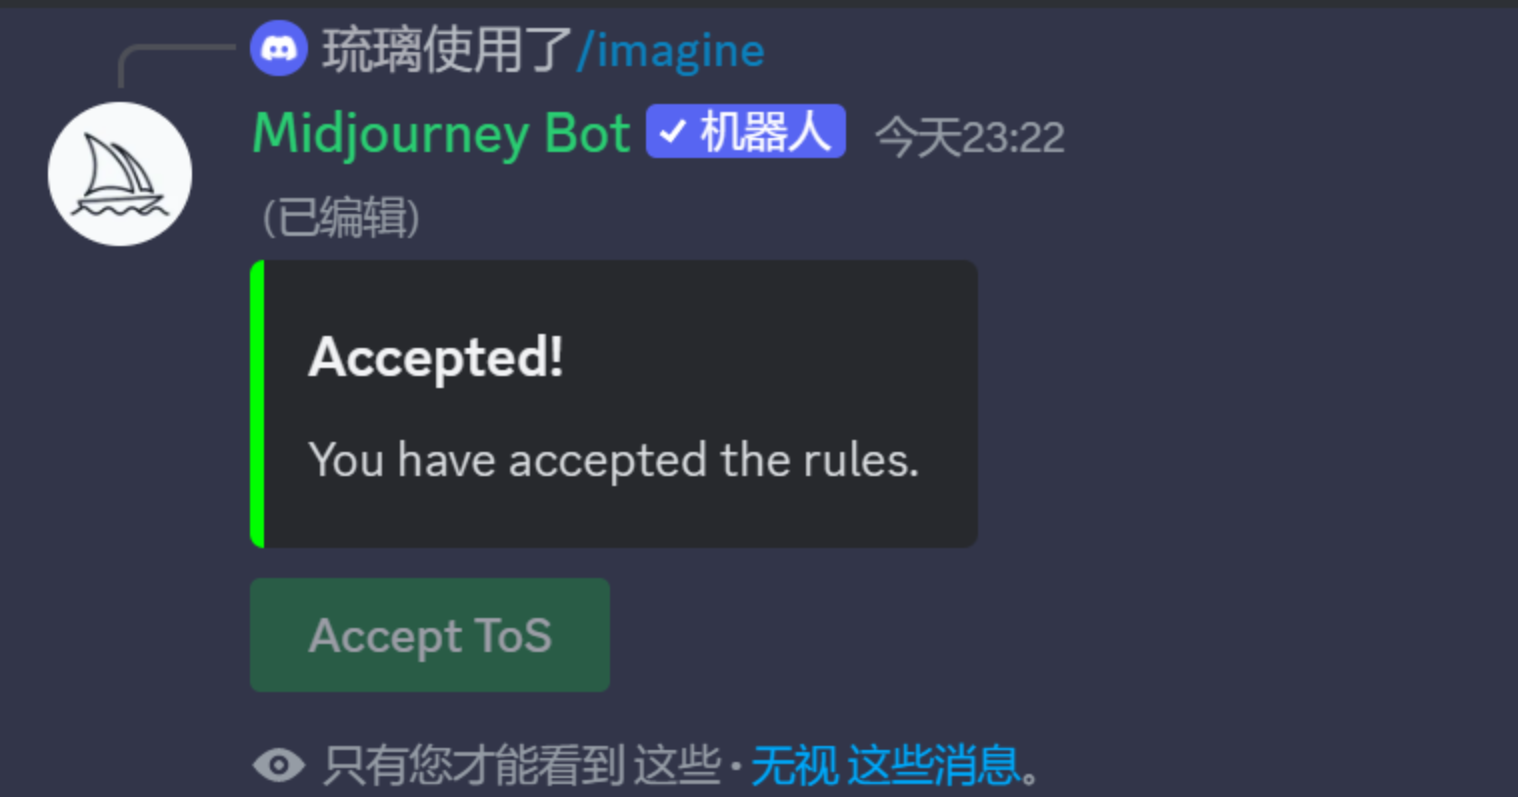 琉璃使用了/imagine
Midjourney Bot ✓ 机器人 今天23:22
(已编辑)
Accepted!
You have accepted the rules.
Accept ToS
只有您才能看到 这些 · 无视 这些消息。